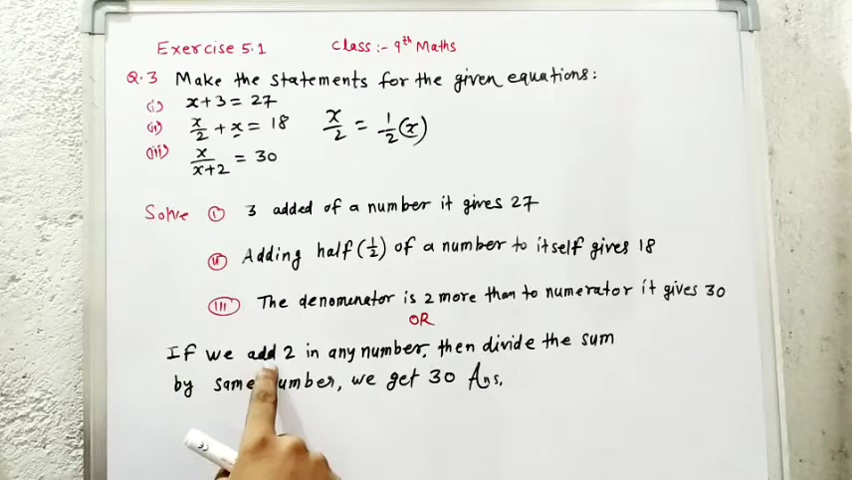 Exercise 5.1 Class :- 9th Maths
Q.3 Make the statements for the given equations:
(i) x+3 = 27
(ii) x/2 + x = 18 x/2 = 1/2(x)
(iii) x/x+2 = 30
Solve (i) 3 added of a number it gives 27
(ii) Adding half (1/2) of a number to itself gives 18
(iii) The denominator is 2 more than to numerator it gives 30
OR
If we add 2 in any number, then divide the sum
by same number, we get 30 Ans.